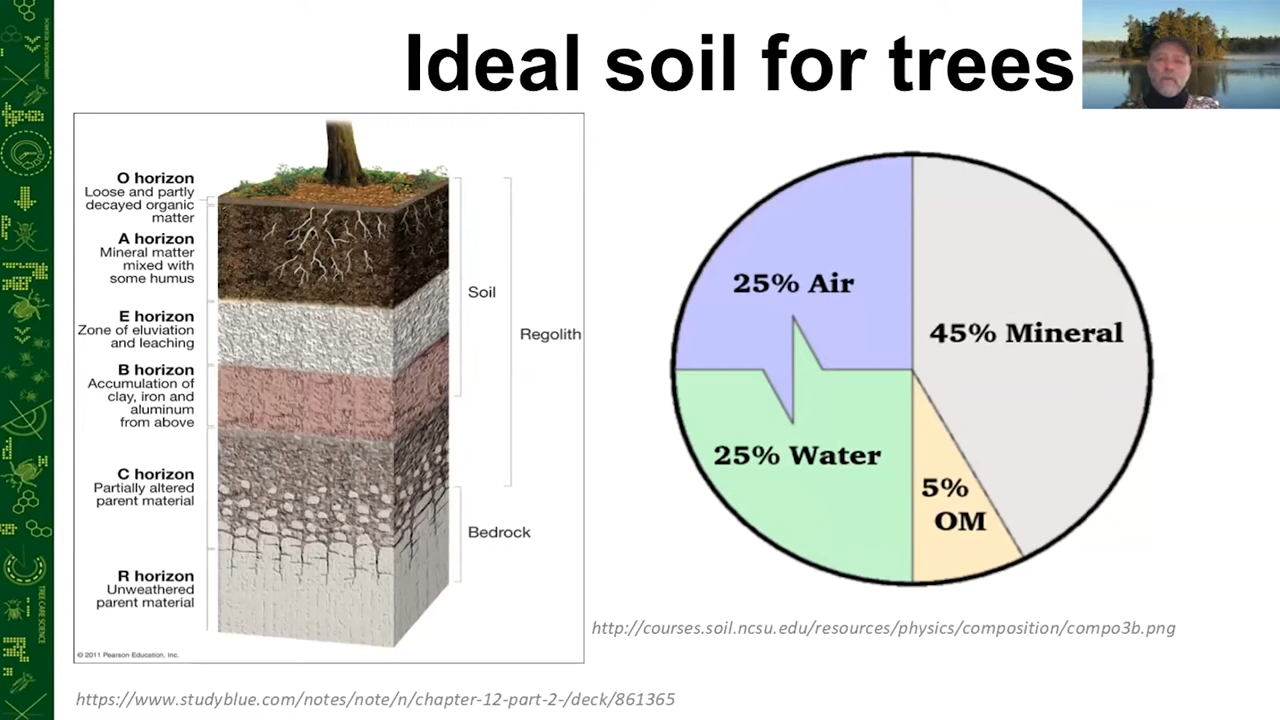 Ideal soil for trees
O horizon
Loose and partly
decayed organic
matter
A horizon
Mineral matter
mixed with
some humus
E horizon
Zone of eluviation
and leaching
B horizon
Accumulation of
clay, iron and
aluminum
from above
C horizon
Partially altered
parent material
R horizon
Unweathered
parent material
Soil
Regolith
Bedrock
© 2011 Pearson Education, Inc.
25% Air
45% Mineral
25% Water
5%
OM
http://courses.soil.ncsu.edu/resources/physics/composition/compo3b.png
https://www.studyblue.com/notes/note/n/chapter-12-part-2-/deck/861365
TREE CARE SCIENCE